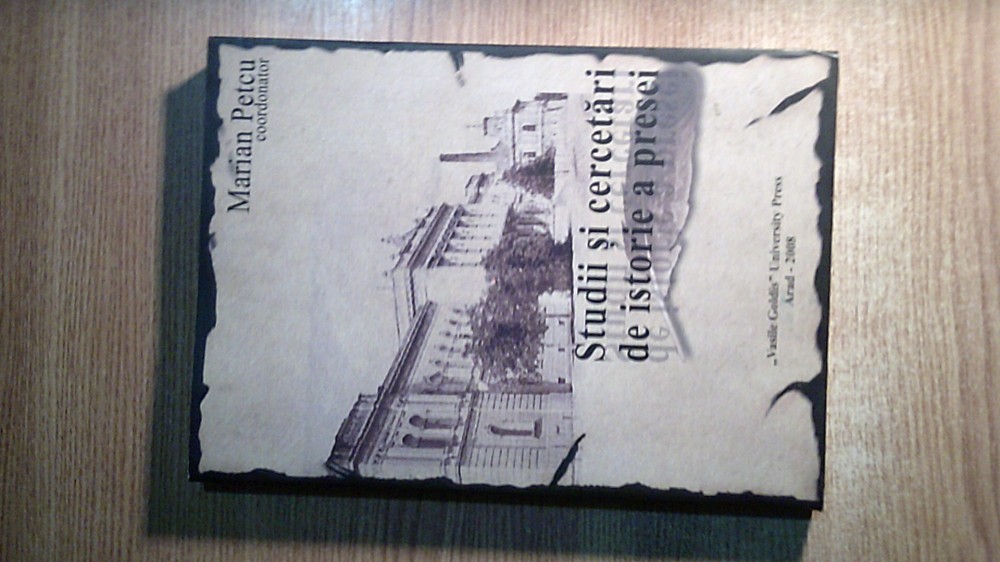 Marian Petcu
coordonator
Studii și cercetări
de istorie a presei
„Vasile Goldiș” University Press
Arad - 2008